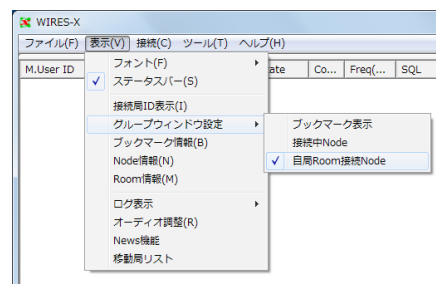 WIRES-X
ファイル(F) 表示(V) 接続(C) ツール(T) ヘルプ(H)
M.User ID ate Co... Freq(... SQL
フォント(F)
ステータスバー(S)
接続局ID表示(I)
グループウィンドウ設定
ブックマーク情報(B)
Node情報(N)
Room情報(M)
ログ表示
オーディオ調整(R)
News機能
移動局リスト
ブックマーク表示
接続中Node
自局Room接続Node